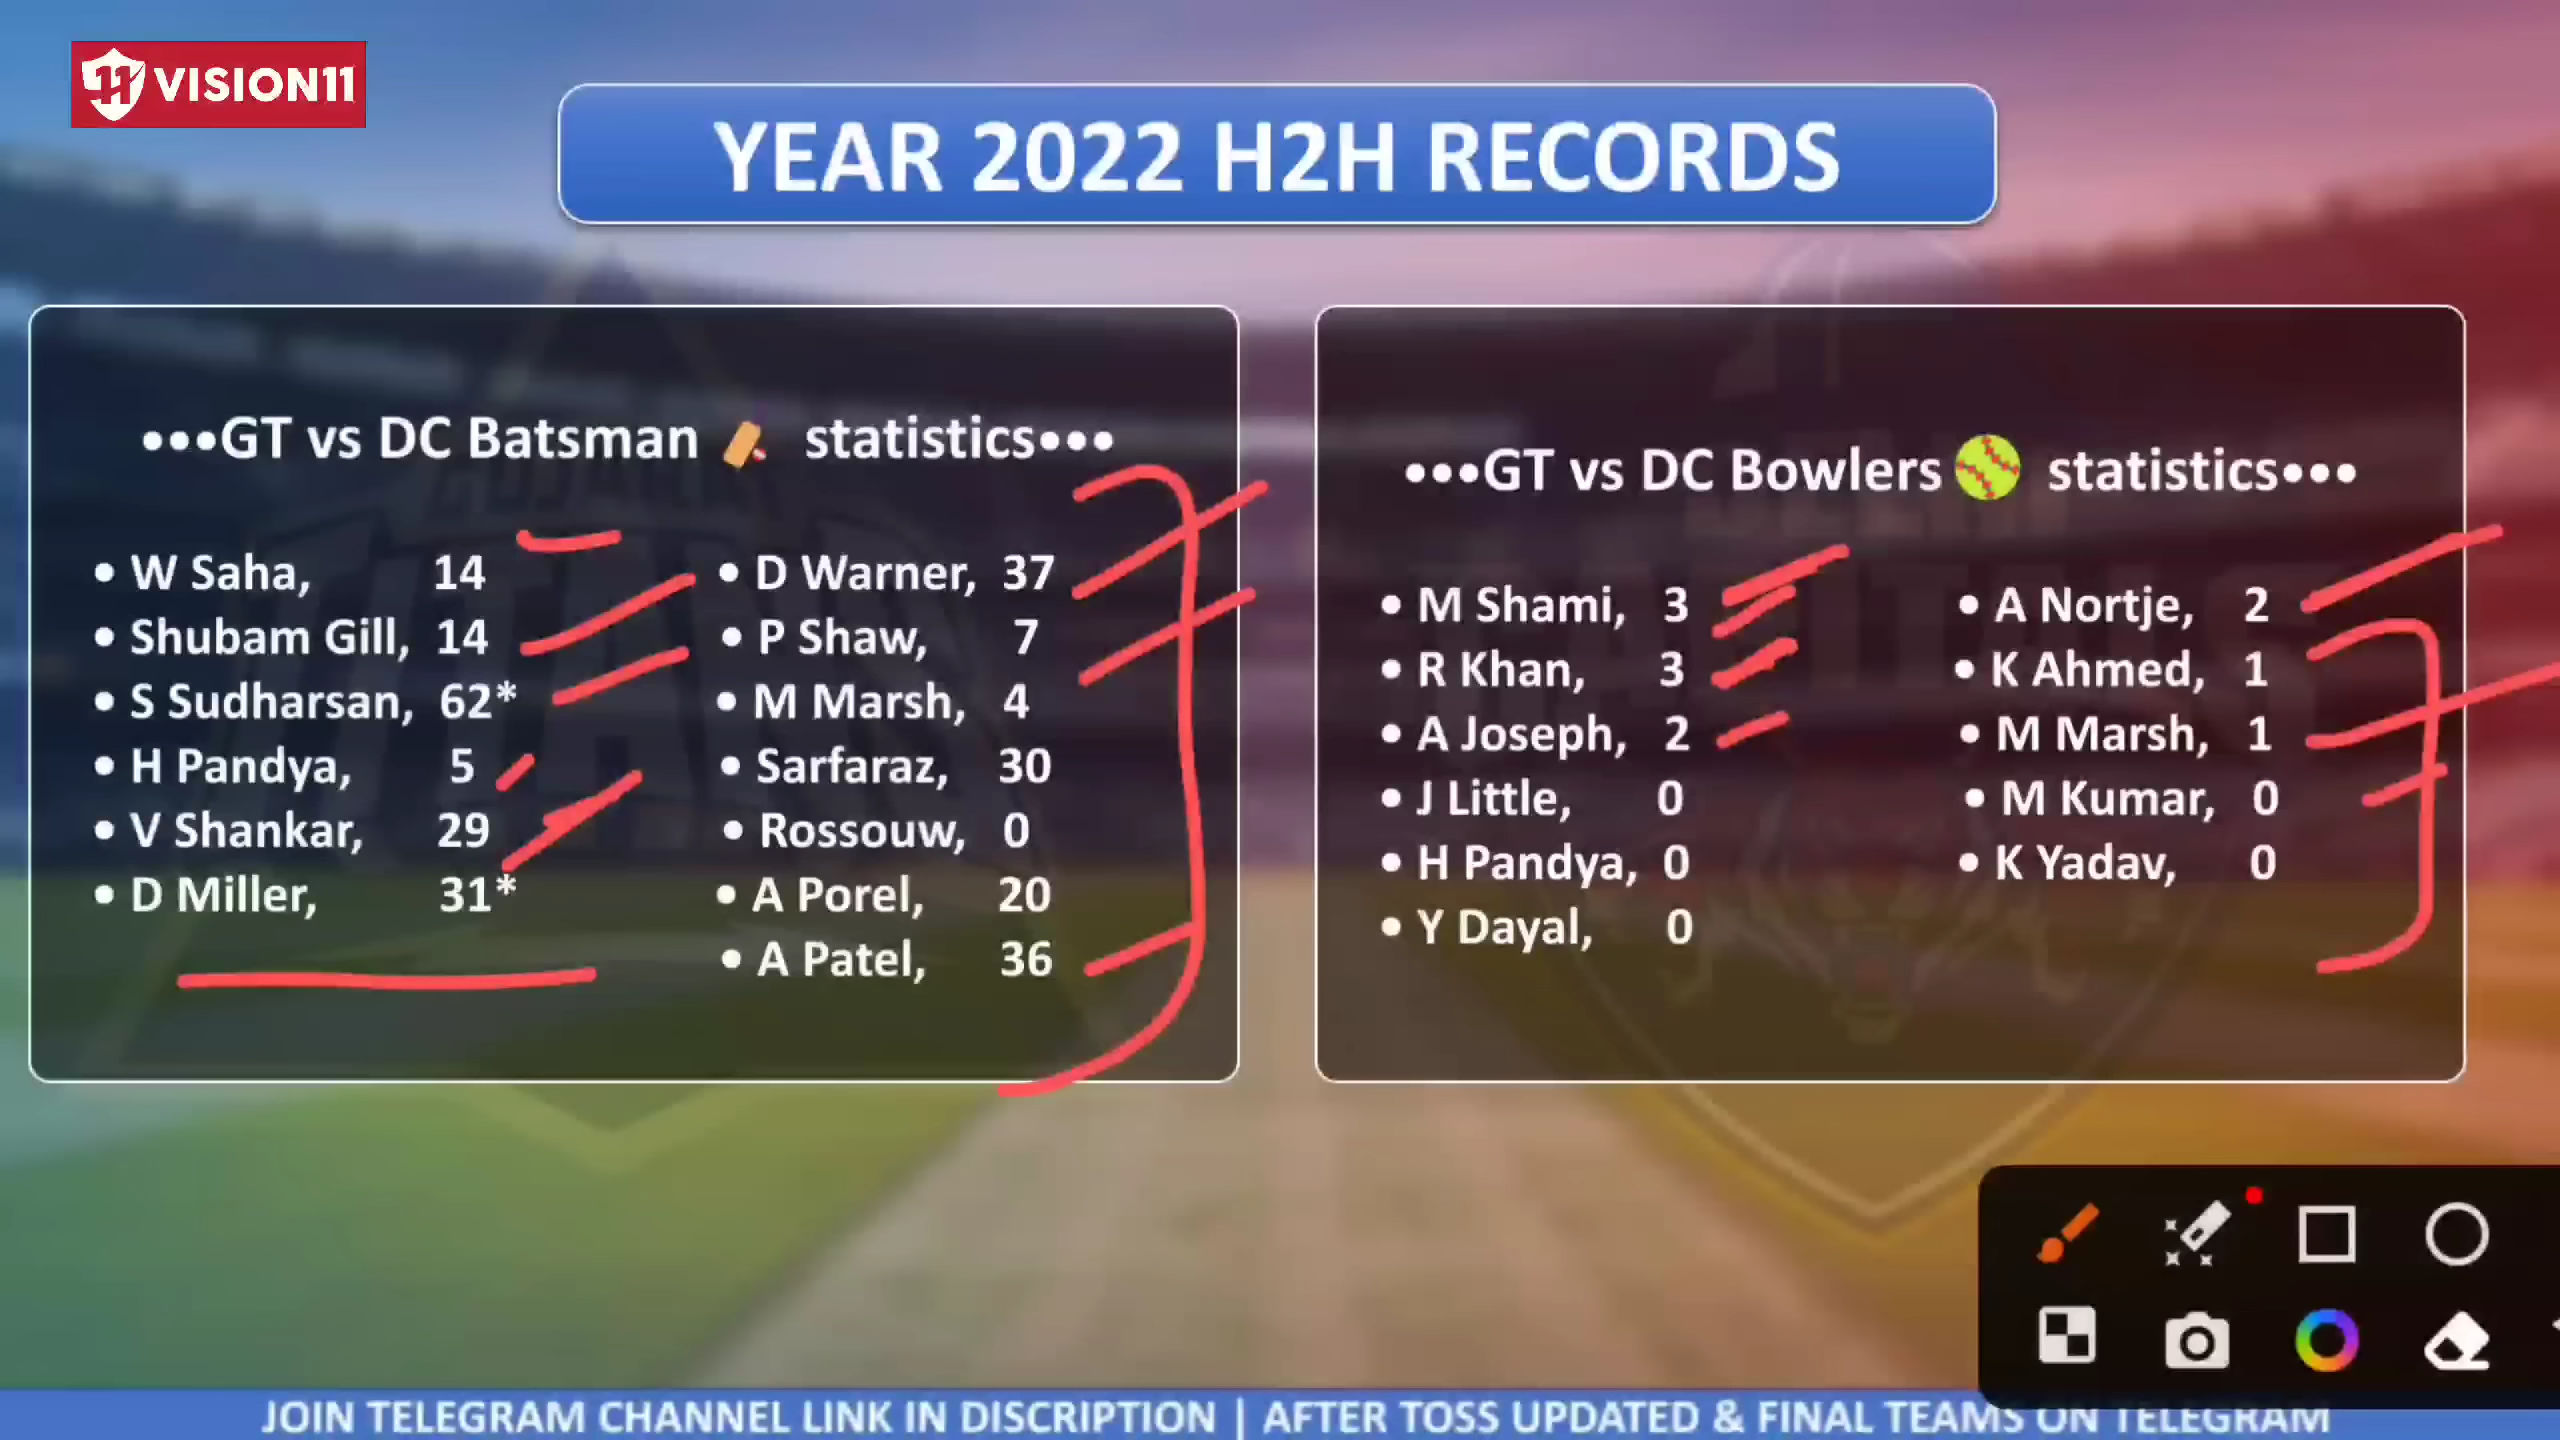 VISION11
YEAR 2022 H2H RECORDS
•••GT vs DC Batsman 🏏 statistics•••
• W Saha, 14
• Shubam Gill, 14
• S Sudharsan, 62*
• H Pandya, 5
• V Shankar, 29
• D Miller, 31*
• D Warner, 37
• P Shaw, 7
• M Marsh, 4
• Sarfaraz, 30
• Rossouw, 0
• A Porel, 20
• A Patel, 36
•••GT vs DC Bowlers 🥎 statistics•••
• M Shami, 3
• R Khan, 3
• A Joseph, 2
• J Little, 0
• H Pandya, 0
• Y Dayal, 0
• A Nortje, 2
• K Ahmed, 1
• M Marsh, 1
• M Kumar, 0
• K Yadav, 0
JOIN TELEGRAM CHANNEL LINK IN DISCRIPTION | AFTER TOSS UPDATED & FINAL TEAMS ON TELEGRAM